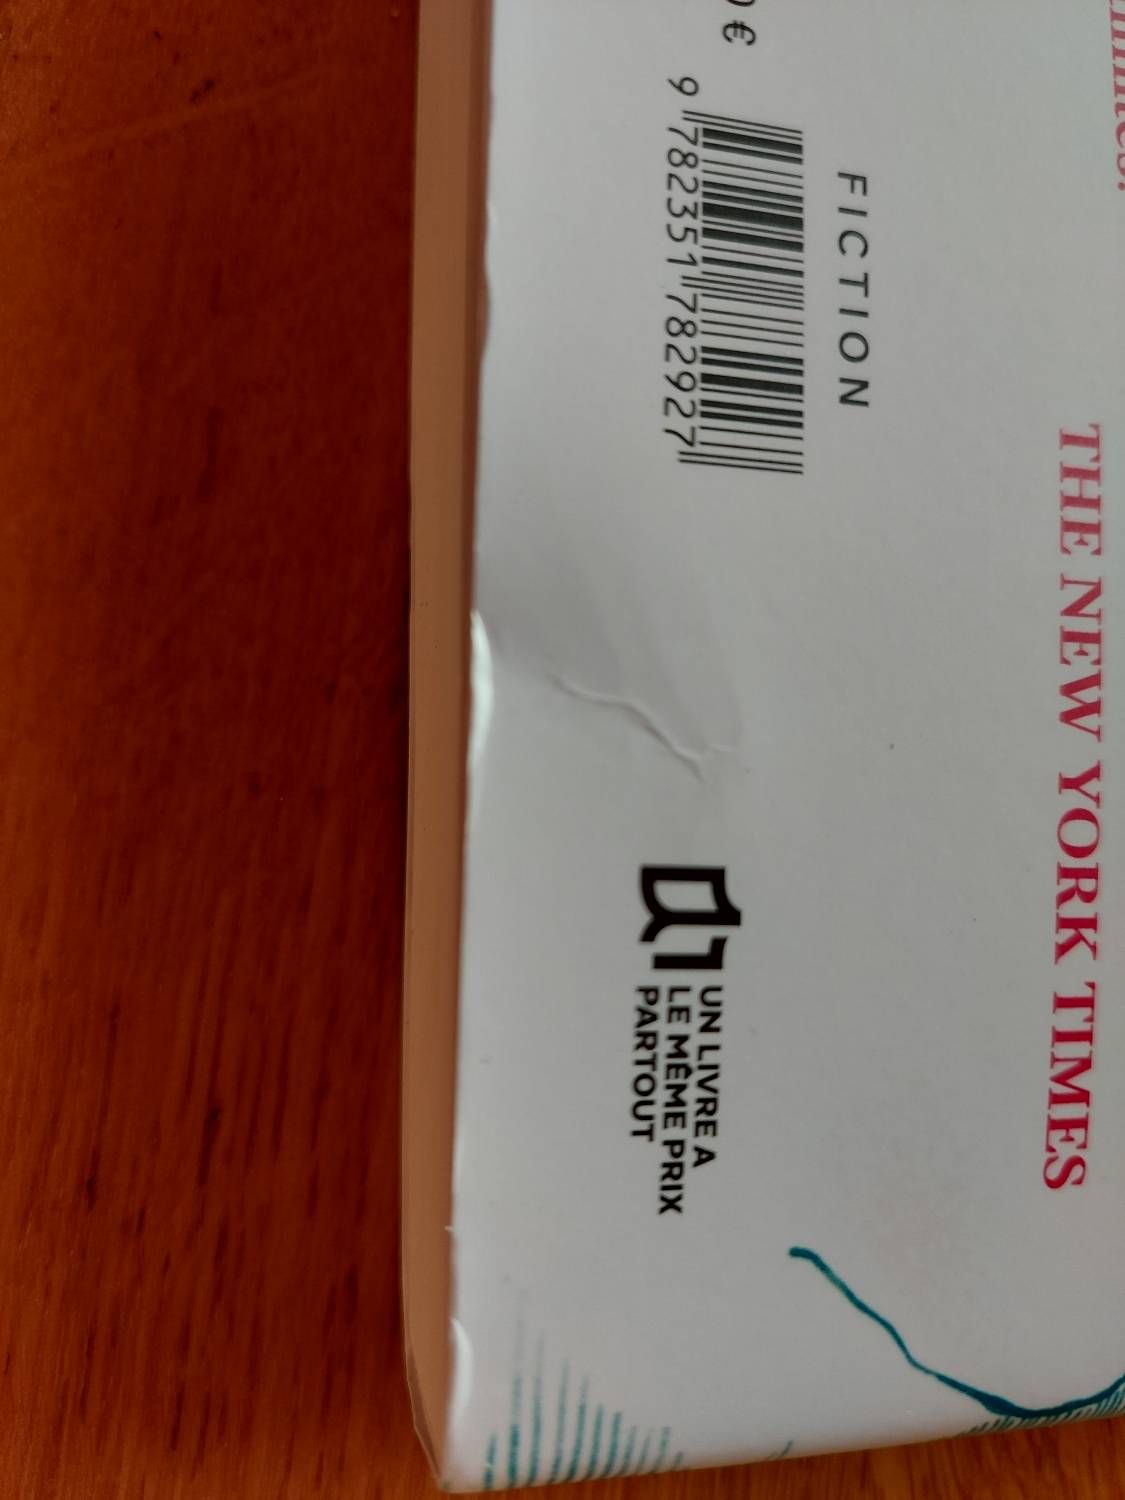 THE NEW YORK TIMES
FICTION
€
9 782351 782927
UN LIVRE A
LE MÊME PRIX
PARTOUT